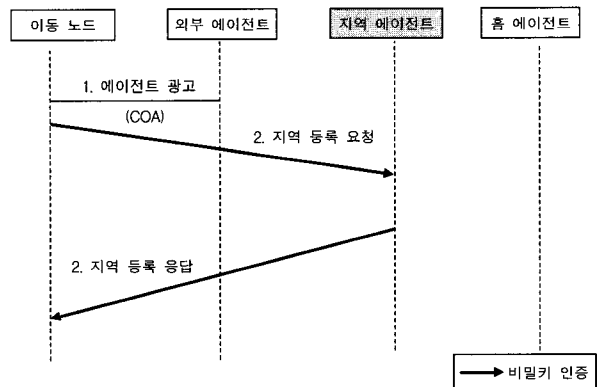 이동 노드
외부 에이전트
지역 에이전트
홈 에이전트
1. 에이전트 광고
(COA)
2. 지역 등록 요청
2. 지역 등록 응답
비밀키 인증